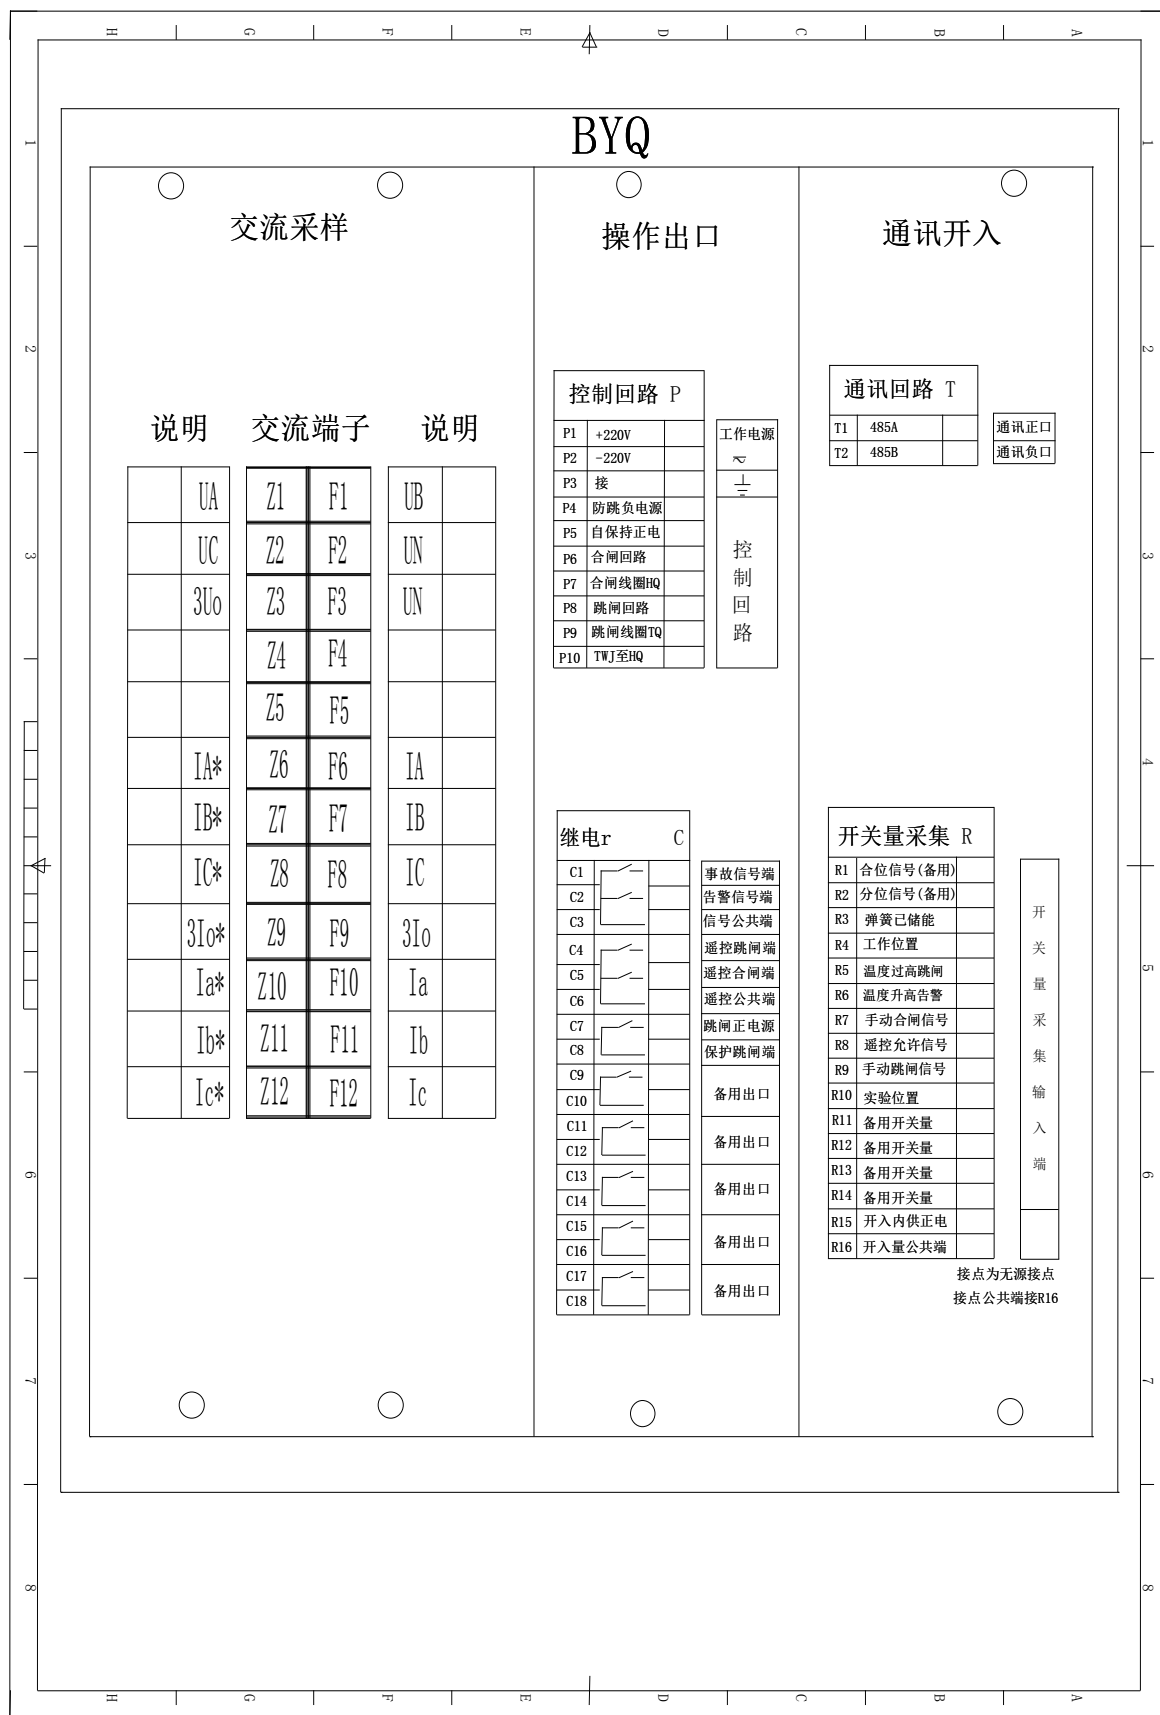 H G F E D C B A
BYQ
交流采样
操作出口
通讯开入
说明 交流端子 说明
UA Z1 F1 UB
UC Z2 F2 UN
3Uo Z3 F3 UN
Z4 F4
Z5 F5
IA* Z6 F6 IA
IB* Z7 F7 IB
IC* Z8 F8 IC
3Io* Z9 F9 3Io
Ia* Z10 F10 Ia
Ib* Z11 F11 Ib
Ic* Z12 F12 Ic
控制回路 P
P1 +220V
P2 -220V
P3 接
P4 防跳负电源
P5 自保持正电
P6 合闸回路
P7 合闸线圈HQ
P8 跳闸回路
P9 跳闸线圈TQ
P10 TWJ至HQ
工作电源
控制回路
继电r C
C1 事故信号端
C2 告警信号端
C3 信号公共端
C4 遥控跳闸端
C5 遥控合闸端
C6 遥控公共端
C7 跳闸正电源
C8 保护跳闸端
C9
C10 备用出口
C11
C12 备用出口
C13
C14 备用出口
C15
C16 备用出口
C17
C18 备用出口
通讯回路 T
T1 485A 通讯正口
T2 485B 通讯负口
开关量采集 R
R1 合位信号(备用)
R2 分位信号(备用)
R3 弹簧已储能
R4 工作位置
R5 温度过高跳闸
R6 温度升高告警
R7 手动合闸信号
R8 遥控允许信号
R9 手动跳闸信号
R10 实验位置
R11 备用开关量
R12 备用开关量
R13 备用开关量
R14 备用开关量
R15 开入内供正电
R16 开入量公共端
开关量采集输入端
接点为无源接点
接点公共端接R16
1 1
2 2
3 3
4 4
5 5
6 6
7 7
8 8
H G F E D C B A